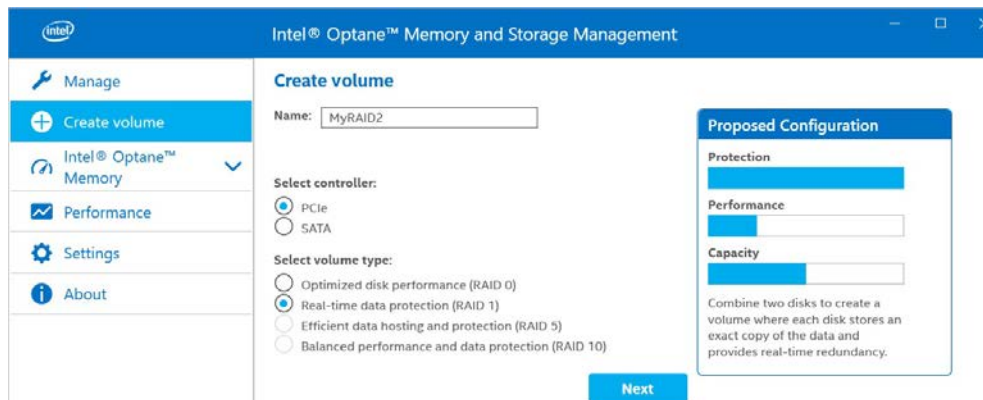 intel
Intel® Optane™ Memory and Storage Management
Manage
Create volume
Intel® Optane™
Memory
Performance
Settings
About
Create volume
Name: MyRAID2
Select controller:
PCIe
SATA
Select volume type:
Optimized disk performance (RAID 0)
Real-time data protection (RAID 1)
Efficient data hosting and protection (RAID 5)
Balanced performance and data protection (RAID 10)
Next
Proposed Configuration
Protection
Performance
Capacity
Combine two disks to create a
volume where each disk stores an
exact copy of the data and
provides real-time redundancy.